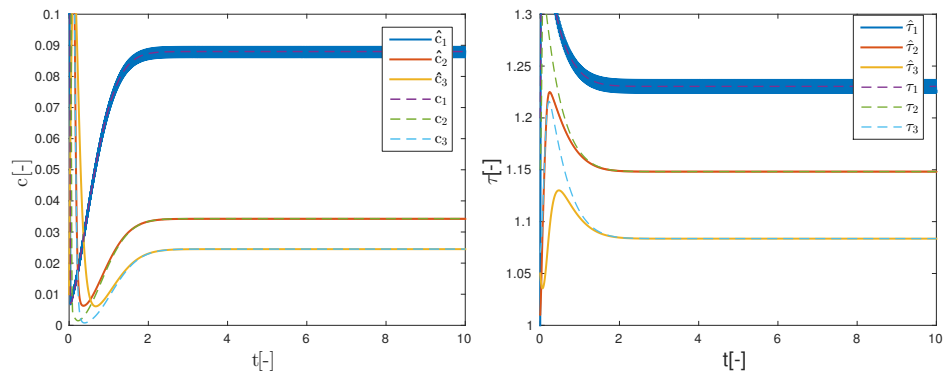 0.1
0.09
0.08
0.07
0.06
0.05
0.04
0.03
0.02
0.01
0
c[-]
0 2 4 6 8 10
t[-]
ĉ₁
ĉ₂
ĉ₃
c₁
c₂
c₃
1.3
1.25
1.2
1.15
1.1
1.05
1
τ[-]
0 2 4 6 8 10
t[-]
τ̂₁
τ̂₂
τ̂₃
τ₁
τ₂
τ₃